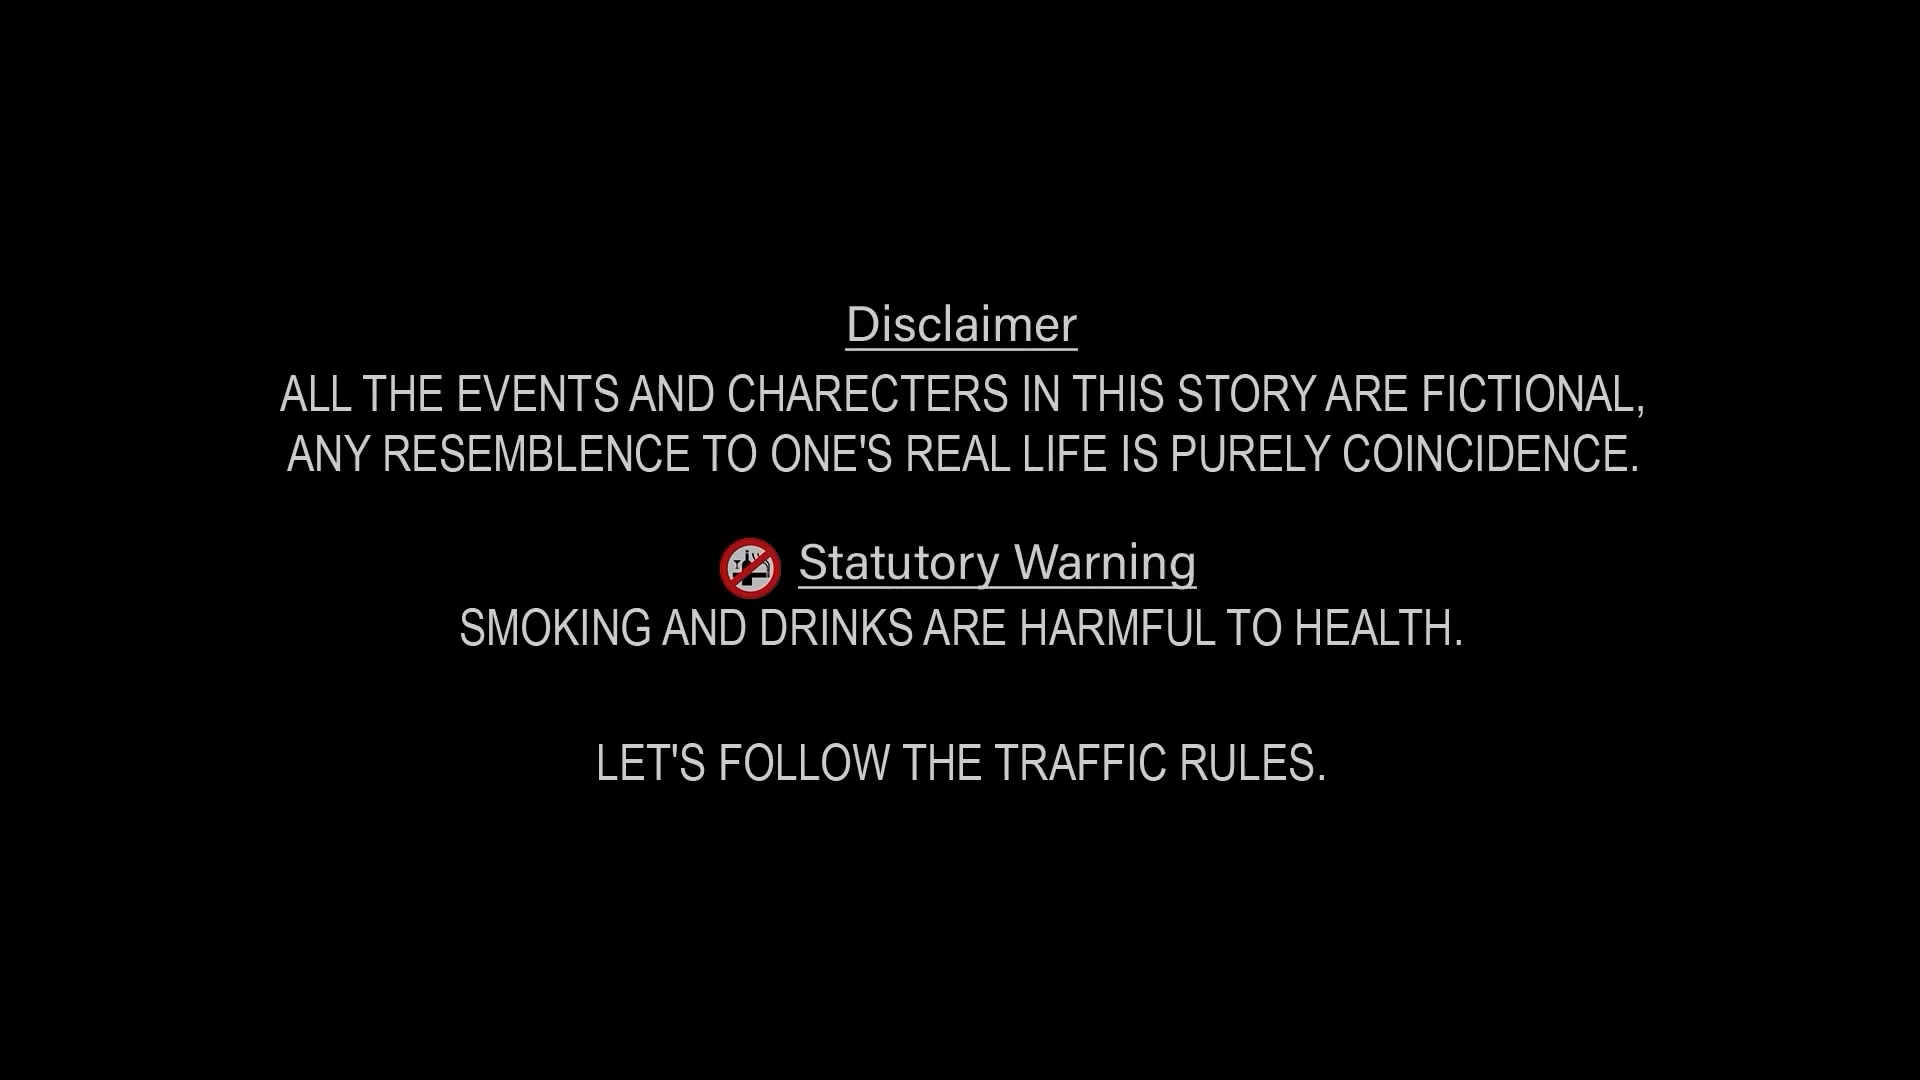 Disclaimer
ALL THE EVENTS AND CHARECTERS IN THIS STORY ARE FICTIONAL,
ANY RESEMBLENCE TO ONE'S REAL LIFE IS PURELY COINCIDENCE.
Statutory Warning
SMOKING AND DRINKS ARE HARMFUL TO HEALTH.
LET'S FOLLOW THE TRAFFIC RULES.